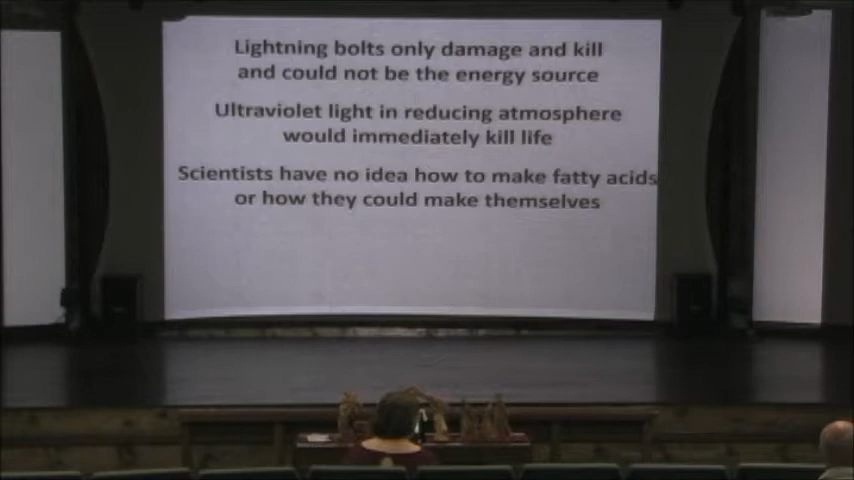 Lightning bolts only damage and kill
and could not be the energy source
Ultraviolet light in reducing atmosphere
would immediately kill life
Scientists have no idea how to make fatty acids
or how they could make themselves